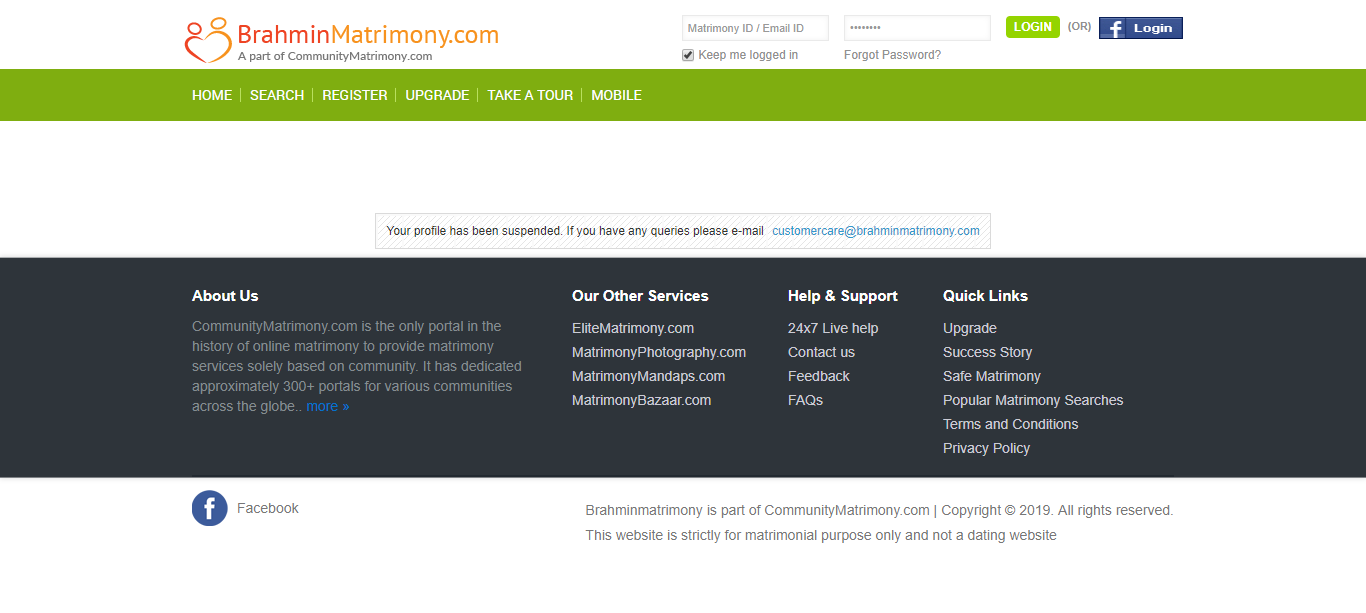 BrahminMatrimony.com
A part of CommunityMatrimony.com
Matrimony ID / Email ID
••••••••
LOGIN
(OR)
f Login
Keep me logged in
Forgot Password?
HOME
SEARCH
REGISTER
UPGRADE
TAKE A TOUR
MOBILE
Your profile has been suspended. If you have any queries please e-mail customercare@brahminmatrimony.com
About Us
CommunityMatrimony.com is the only portal in the
history of online matrimony to provide matrimony
services solely based on community. It has dedicated
approximately 300+ portals for various communities
across the globe.. more »
Our Other Services
EliteMatrimony.com
MatrimonyPhotography.com
MatrimonyMandaps.com
MatrimonyBazaar.com
Help & Support
24x7 Live help
Contact us
Feedback
FAQs
Quick Links
Upgrade
Success Story
Safe Matrimony
Popular Matrimony Searches
Terms and Conditions
Privacy Policy
f Facebook
Brahminmatrimony is part of CommunityMatrimony.com | Copyright © 2019. All rights reserved.
This website is strictly for matrimonial purpose only and not a dating website